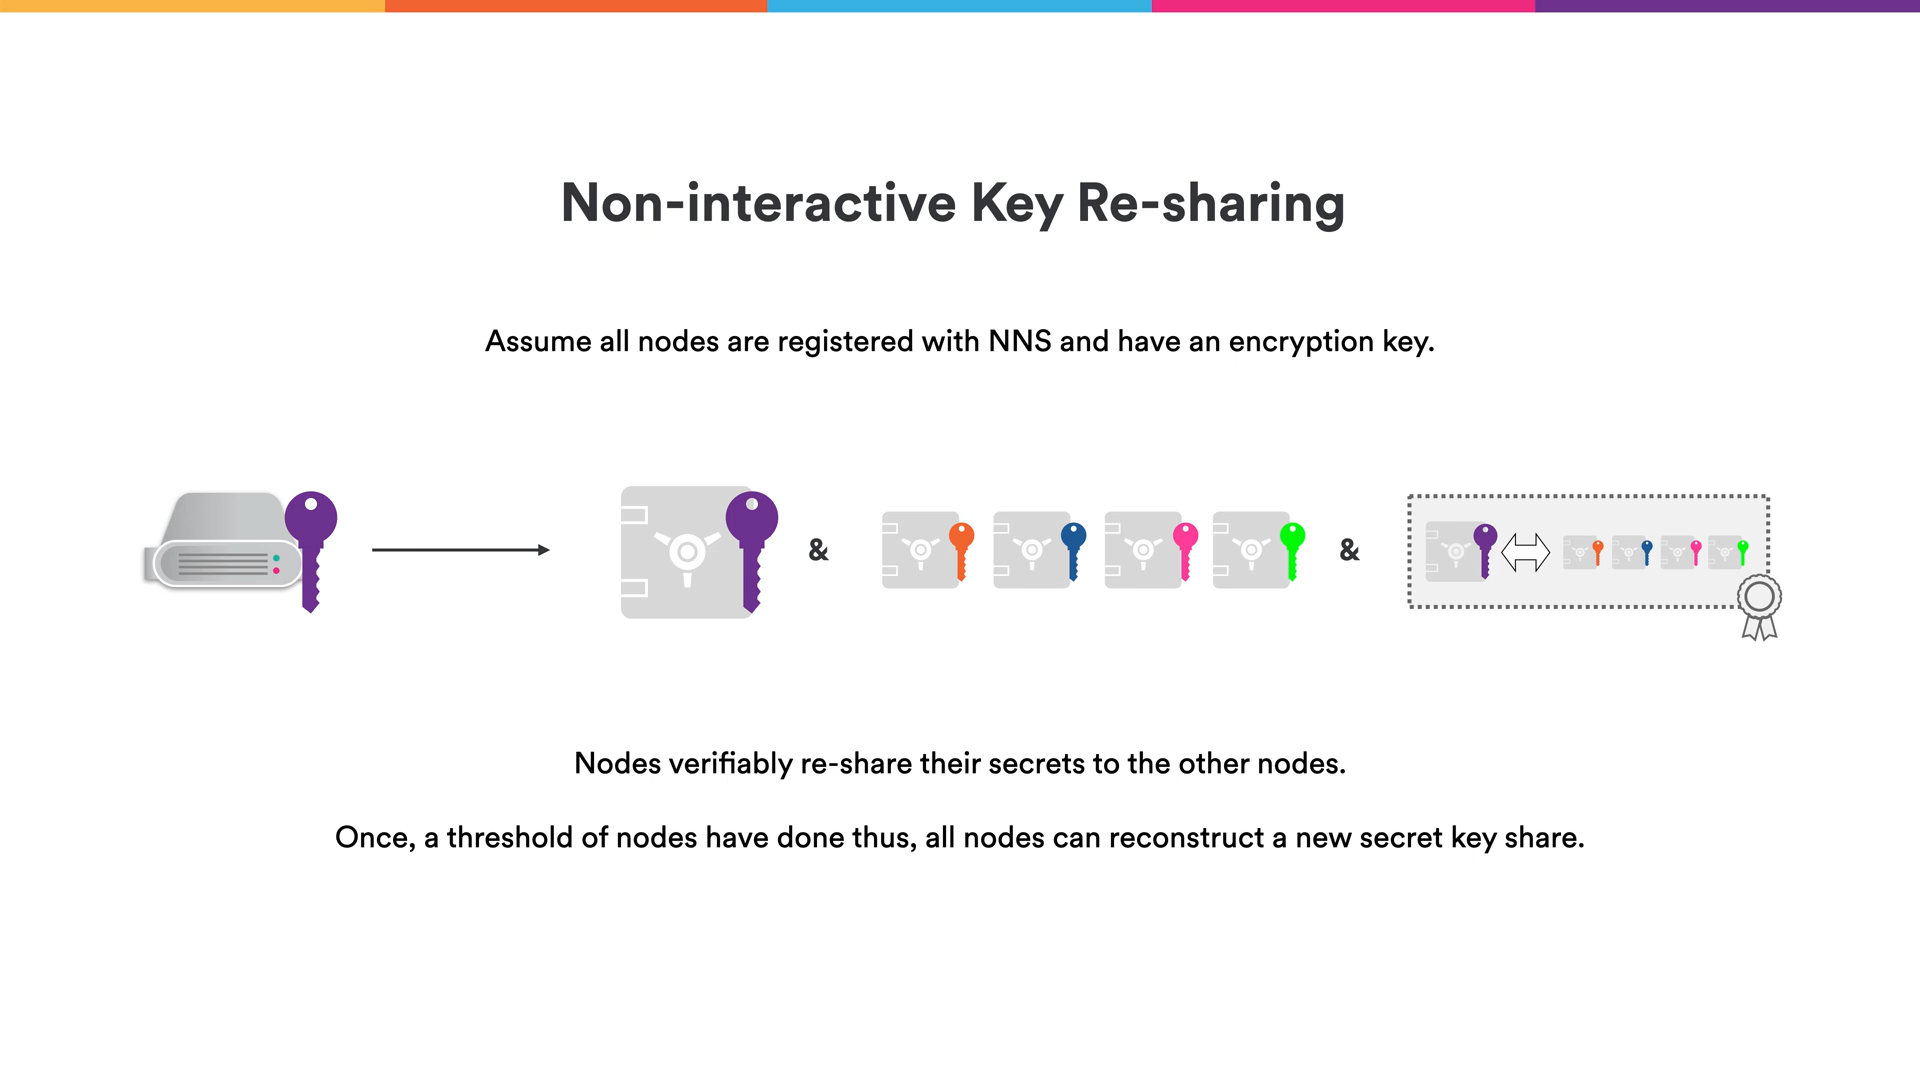 Non-interactive Key Re-sharing
Assume all nodes are registered with NNS and have an encryption key.
& &
Nodes verifiably re-share their secrets to the other nodes.
Once, a threshold of nodes have done thus, all nodes can reconstruct a new secret key share.